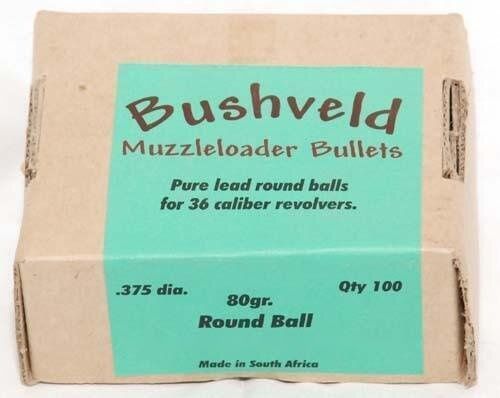 Bushveld
Muzzleloader Bullets
Pure lead round balls
for 36 caliber revolvers.
.375 dia.
80gr.
Qty 100
Round Ball
Made in South Africa